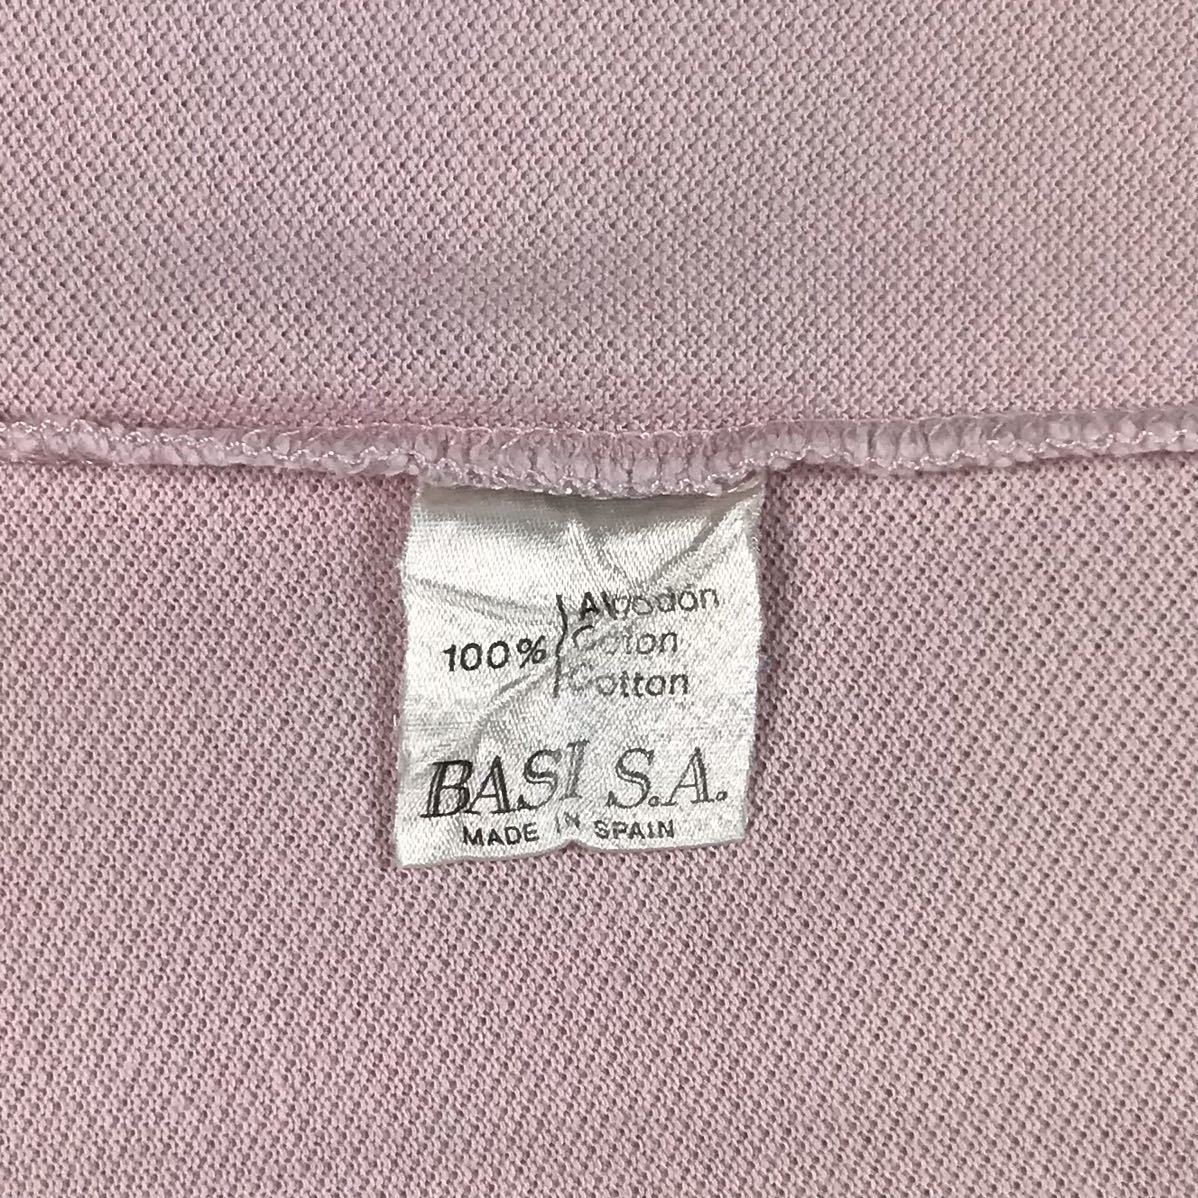 100% Algodón
Coton
Cotton
BASI S.A.
MADE IN SPAIN